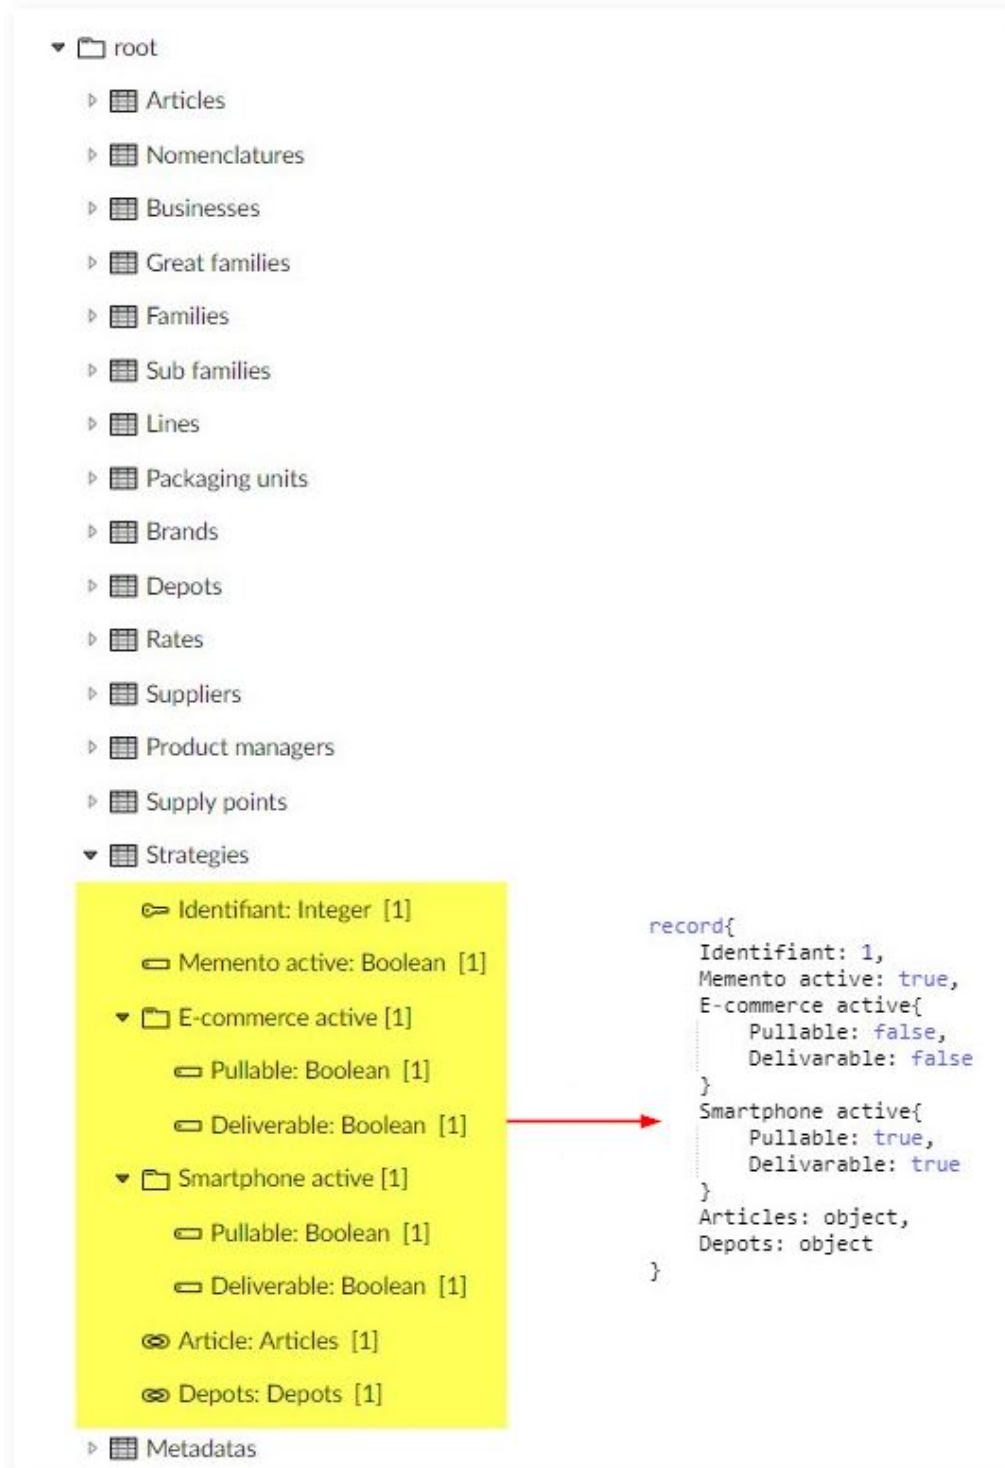 root
Articles
Nomenclatures
Businesses
Great families
Families
Sub families
Lines
Packaging units
Brands
Depots
Rates
Suppliers
Product managers
Supply points
Strategies
Identifiant: Integer [1]
Memento active: Boolean [1]
E-commerce active [1]
Pullable: Boolean [1]
Deliverable: Boolean [1]
Smartphone active [1]
Pullable: Boolean [1]
Deliverable: Boolean [1]
Article: Articles [1]
Depots: Depots [1]
Metadatas
record{
Identifiant: 1,
Memento active: true,
E-commerce active{
Pullable: false,
Delivarable: false
}
Smartphone active{
Pullable: true,
Delivarable: true
}
Articles: object,
Depots: object
}